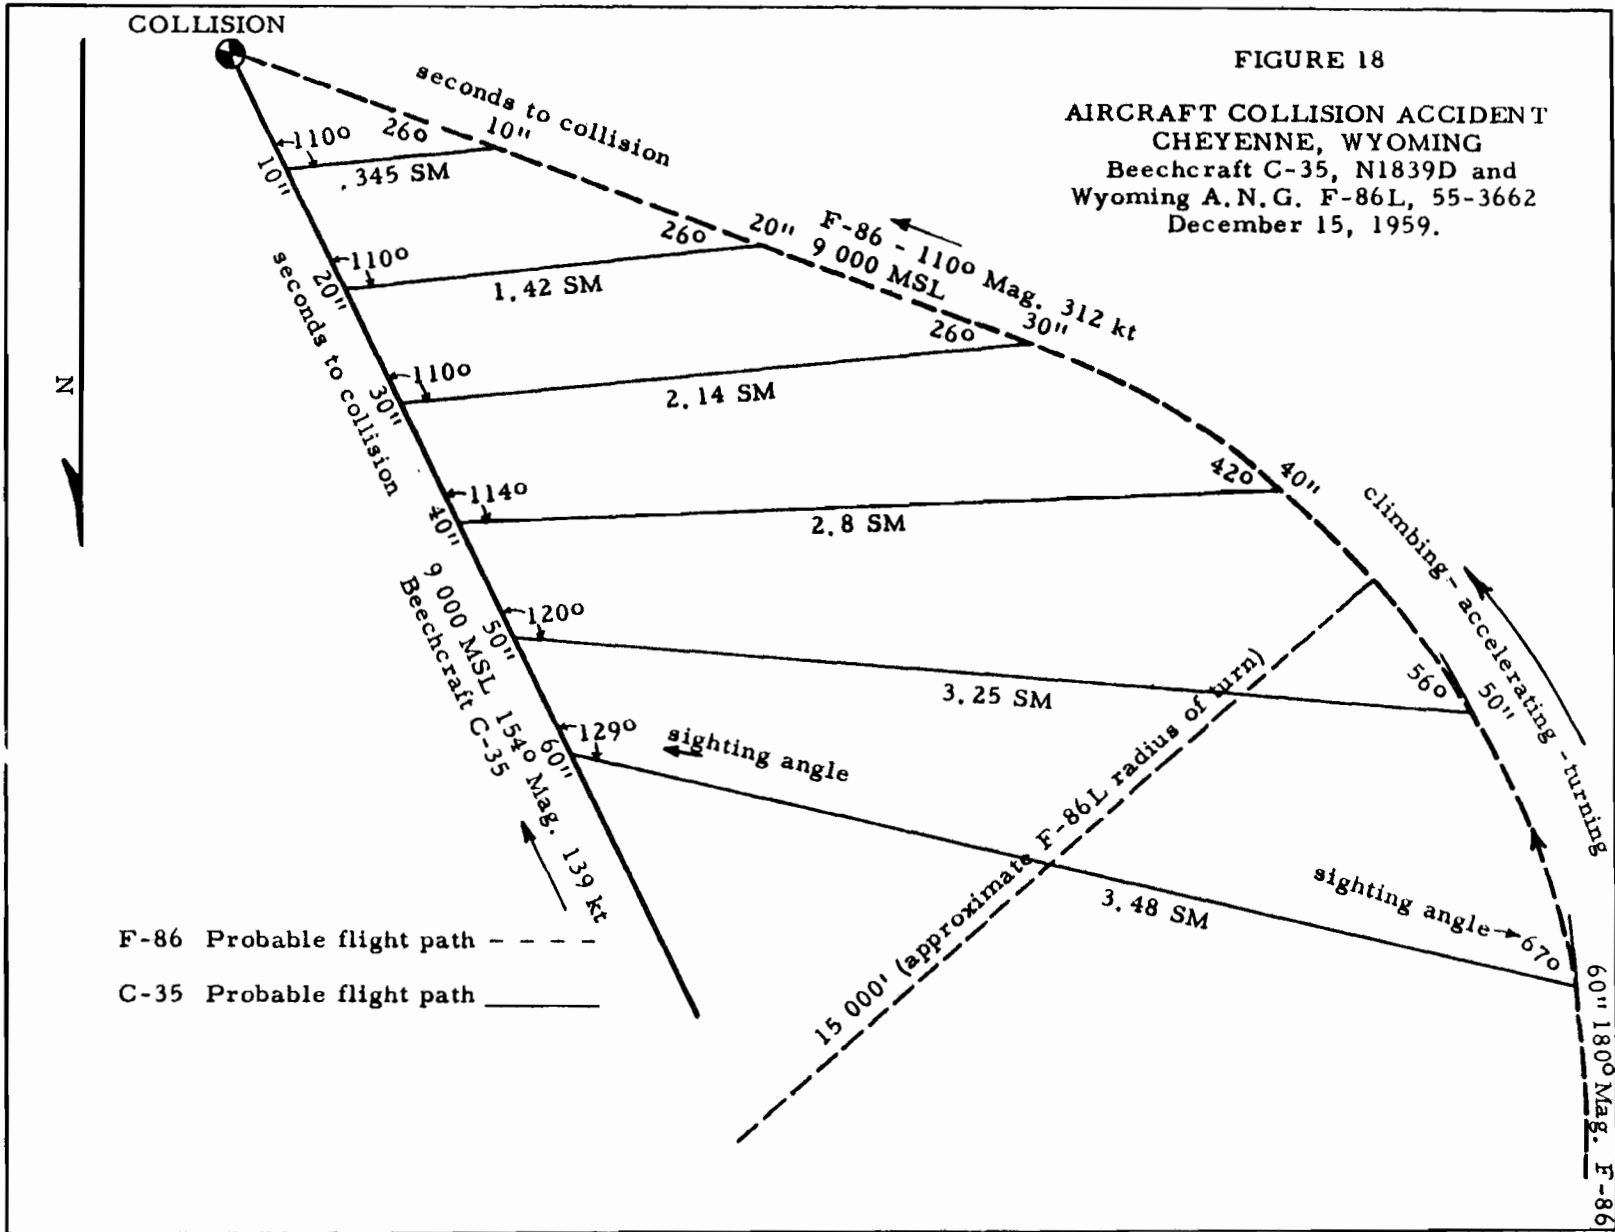 COLLISION
FIGURE 18
AIRCRAFT COLLISION ACCIDENT
CHEYENNE, WYOMING
Beechcraft C-35, N1839D and
Wyoming A.N.G. F-86L, 55-3662
December 15, 1959.
seconds to collision
110°
26°
10"
10"
.345 SM
F-86 - 110° Mag. 312 kt
9 000 MSL
110°
26°
20"
20"
1.42 SM
seconds to collision
110°
26°
30"
30"
2.14 SM
N
114°
42°
40"
40"
2.8 SM
climbing - accelerating - turning
120°
56°
50"
50"
3.25 SM
9 000 MSL 154° Mag. 139 kt
Beechcraft C-35
129°
60"
sighting angle
3.48 SM
sighting angle
67°
60" 180° Mag. F-86
15 000' (approximate F-86L radius of turn)
F-86 Probable flight path - - - -
C-35 Probable flight path ______